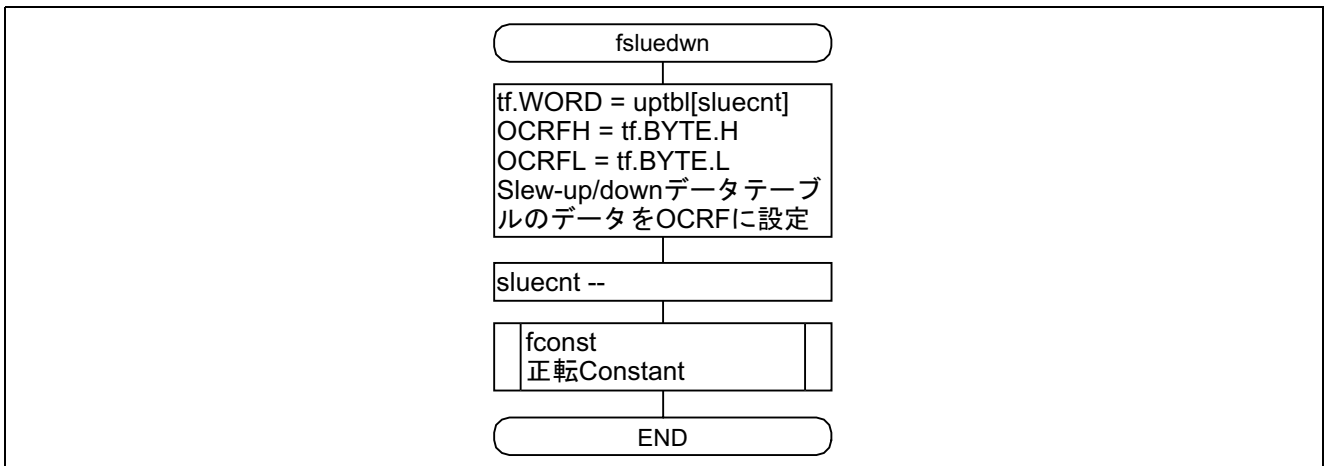 fsluedwn
tf.WORD = uptbl[sluecnt]
OCRFH = tf.BYTE.H
OCRFL = tf.BYTE.L
Slew-up/downデータテーブ
ルのデータをOCRFに設定
sluecnt --
fconst
正転Constant
END